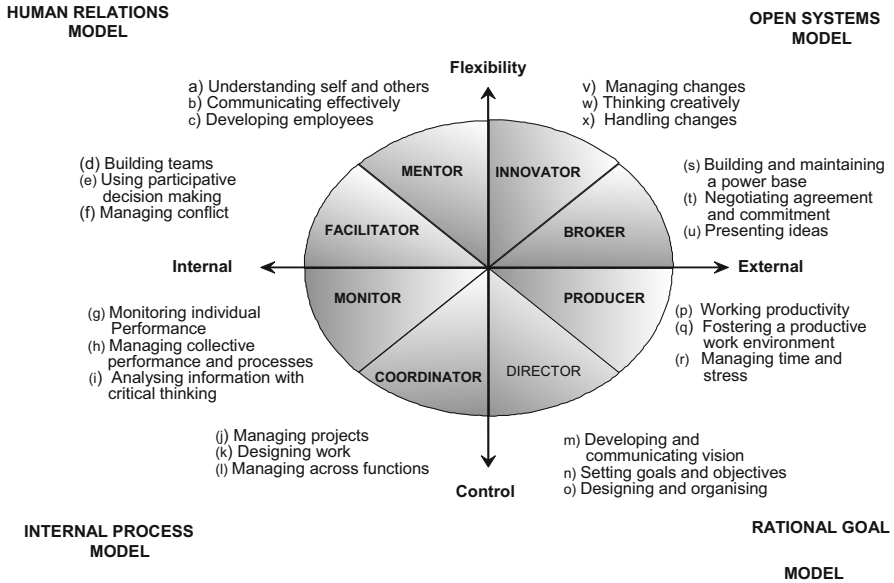 HUMAN RELATIONS
MODEL
OPEN SYSTEMS
MODEL
Flexibility
a) Understanding self and others
b) Communicating effectively
c) Developing employees
v) Managing changes
w) Thinking creatively
x) Handling changes
(d) Building teams
(e) Using participative
decision making
(f) Managing conflict
MENTOR
INNOVATOR
(s) Building and maintaining
a power base
(t) Negotiating agreement
and commitment
(u) Presenting ideas
FACILITATOR
BROKER
Internal
External
MONITOR
PRODUCER
(g) Monitoring individual
Performance
(h) Managing collective
performance and processes
(i) Analysing information with
critical thinking
(p) Working productivity
(q) Fostering a productive
work environment
(r) Managing time and
stress
COORDINATOR
DIRECTOR
(j) Managing projects
(k) Designing work
(l) Managing across functions
m) Developing and
communicating vision
n) Setting goals and objectives
o) Designing and organising
Control
INTERNAL PROCESS
MODEL
RATIONAL GOAL
MODEL